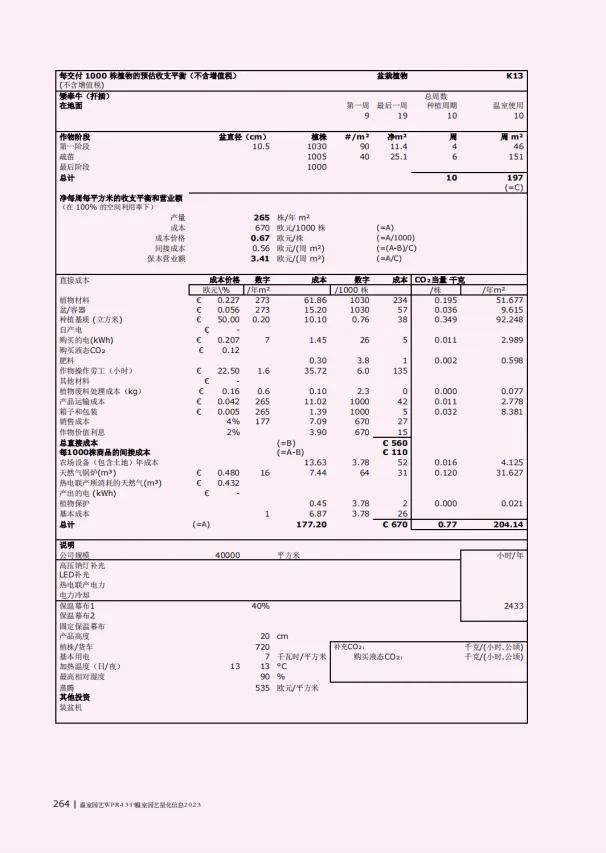 每交付 1000 株植物的预估收支平衡（不含增值税） 盆栽植物 K13
(不含增值税)
矮牵牛（扦插） 总周数
在地面 第一周 最后一周 种植周期 温室使用
9 19 10 10
作物阶段 盆直径（cm） 植株 #/m² 净m² 周 周 m²
第一阶段 10.5 1030 90 11.4 4 46
疏苗 1005 40 25.1 6 151
最后阶段 1000
总计 10 197
(=C)
净每周每平方米的收支平衡和营业额
（在 100% 的空间利用率下）
产量 265 株/年 m²
成本 670 欧元/1000 株 (=A)
成本价格 0.67 欧元/株 (=A/1000)
间接成本 0.56 欧元/(周 m²) (=(A-B)/C)
保本营业额 3.41 欧元/(周 m²) (=A/C)
直接成本 成本价格 数字 成本 数字 成本 CO₂当量 千克
欧元\% /年m² /1000 株 /株 /年m²
植物材料 € 0.227 273 61.86 1030 234 0.195 51.677
盆/容器 € 0.056 273 15.20 1030 57 0.036 9.615
种植基质 (立方米) € 50.00 0.20 10.10 0.76 38 0.349 92.248
自产电 € -
购买的电(kWh) € 0.207 7 1.45 26 5 0.011 2.989
购买液态CO₂ € 0.12
肥料 0.30 3.8 1 0.002 0.598
作物操作劳工（小时） € 22.50 1.6 35.72 6.0 135
其他材料 € -
植物废料处理成本（kg） € 0.16 0.6 0.10 2.3 0 0.000 0.077
产品运输成本 € 0.042 265 11.02 1000 42 0.011 2.778
箱子和包装 € 0.005 265 1.39 1000 5 0.032 8.381
销售成本 4% 177 7.09 670 27
作物价值利息 2% 3.90 670 15
总直接成本 (=B) € 560
每1000株商品的间接成本 (=A-B) € 110
农场设备（包含土地）年成本 13.63 3.78 52 0.016 4.125
天然气锅炉(m³) € 0.480 16 7.44 64 31 0.120 31.627
热电联产所消耗的天然气(m³) € 0.432
产出的电 (kWH) € -
植物保护 0.45 3.78 2 0.000 0.021
基本成本 1 6.87 3.78 26
总计 (=A) 177.20 € 670 0.77 204.14
说明
公司规模 40000 平方米 小时/年
高压钠灯补光
LED补光
热电联产电力
电力冷却
保温幕布1 40% 2433
保温幕布2
固定保温幕布
产品高度 20 cm
植株/货车 720 补充CO₂: 千克/(小时.公顷)
基本用电 7 千瓦时/平方米 购买液态CO₂: 千克/(小时.公顷)
加热温度（日/夜） 13 13 °C
最高相对湿度 90 %
蒸腾 535 欧元/平方米
其他投资
装盆机
264 | 温室园艺WPR-1319温室园艺量化信息2023